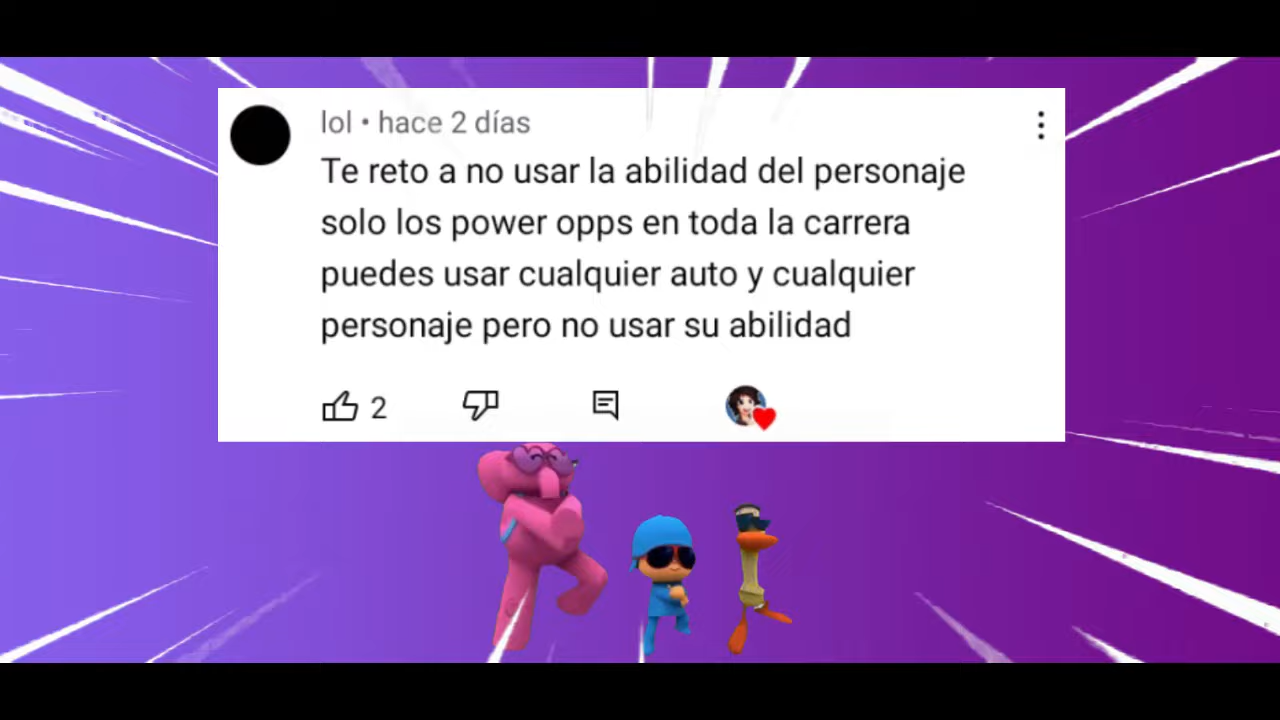 lol • hace 2 días
Te reto a no usar la abilidad del personaje
solo los power opps en toda la carrera
puedes usar cualquier auto y cualquier
personaje pero no usar su abilidad
2